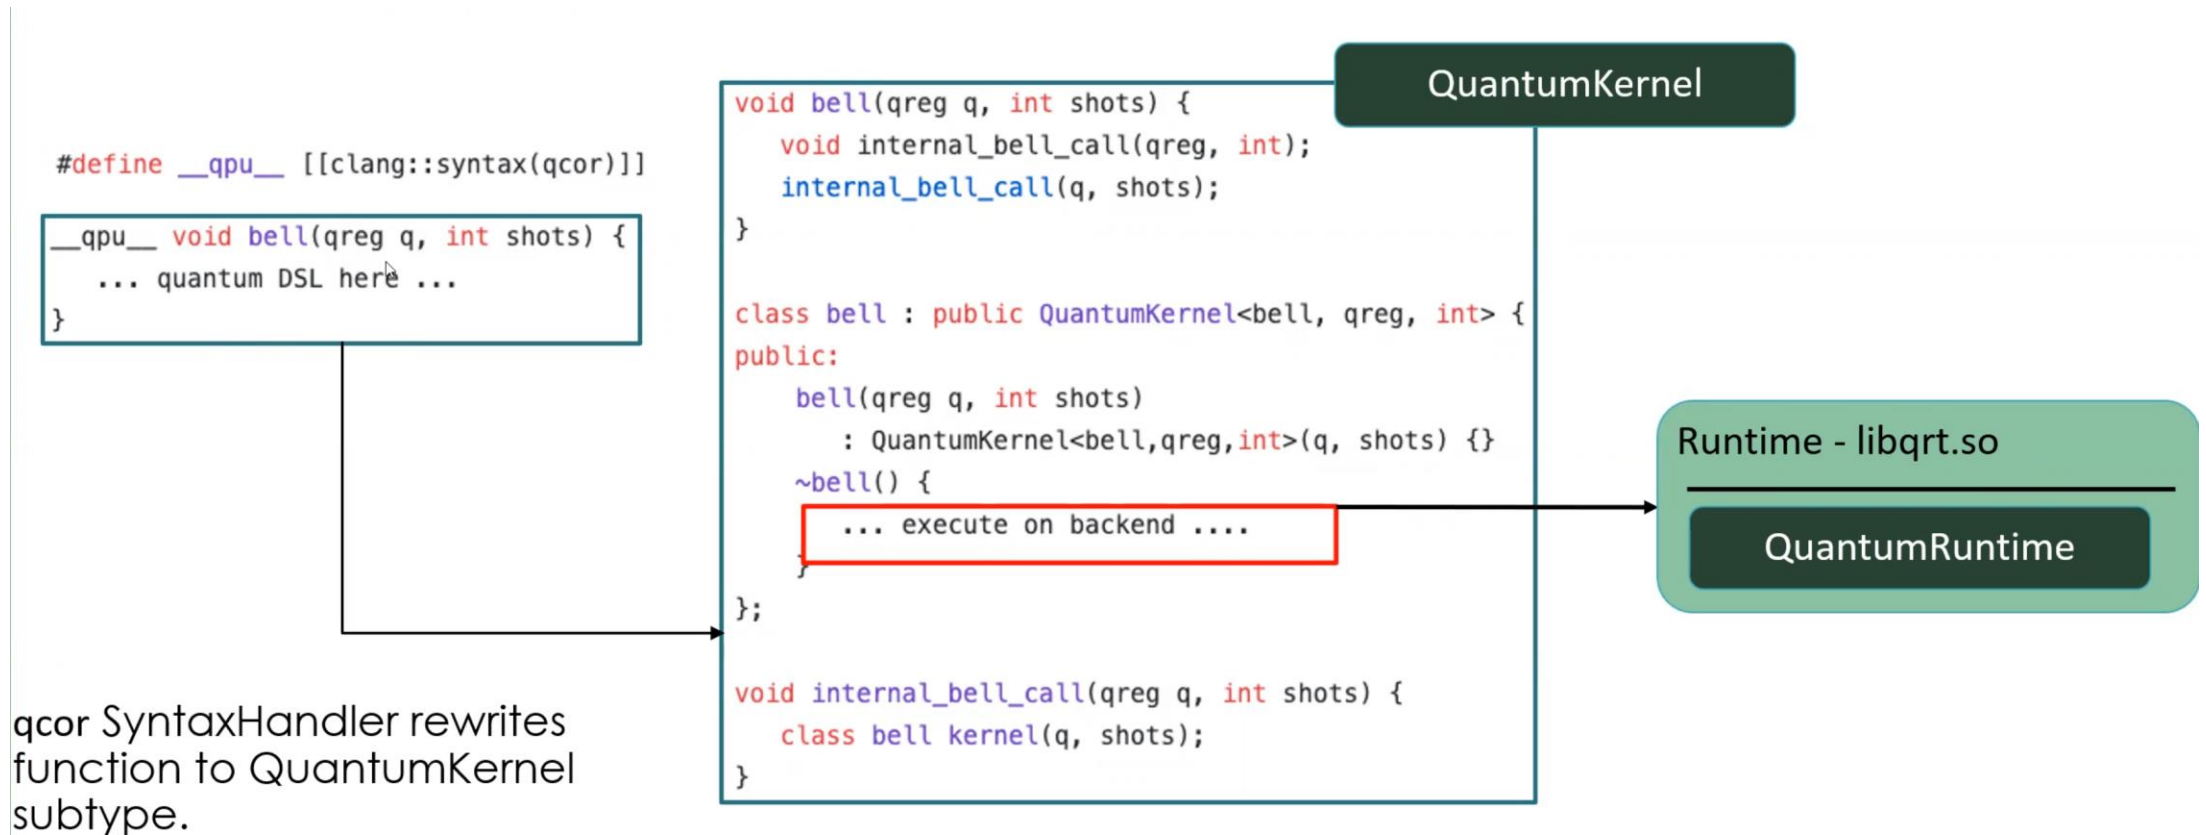 #define __qpu__ [[clang::syntax(qcor)]]
__qpu__ void bell(qreg q, int shots) {
... quantum DSL here ...
}
qcor SyntaxHandler rewrites
function to QuantumKernel
subtype.
QuantumKernel
void bell(qreg q, int shots) {
void internal_bell_call(qreg, int);
internal_bell_call(q, shots);
}
class bell : public QuantumKernel<bell, qreg, int> {
public:
bell(qreg q, int shots)
: QuantumKernel<bell,qreg,int>(q, shots) {}
~bell() {
... execute on backend ....
}
};
void internal_bell_call(qreg q, int shots) {
class bell kernel(q, shots);
}
Runtime - libqrt.so
QuantumRuntime